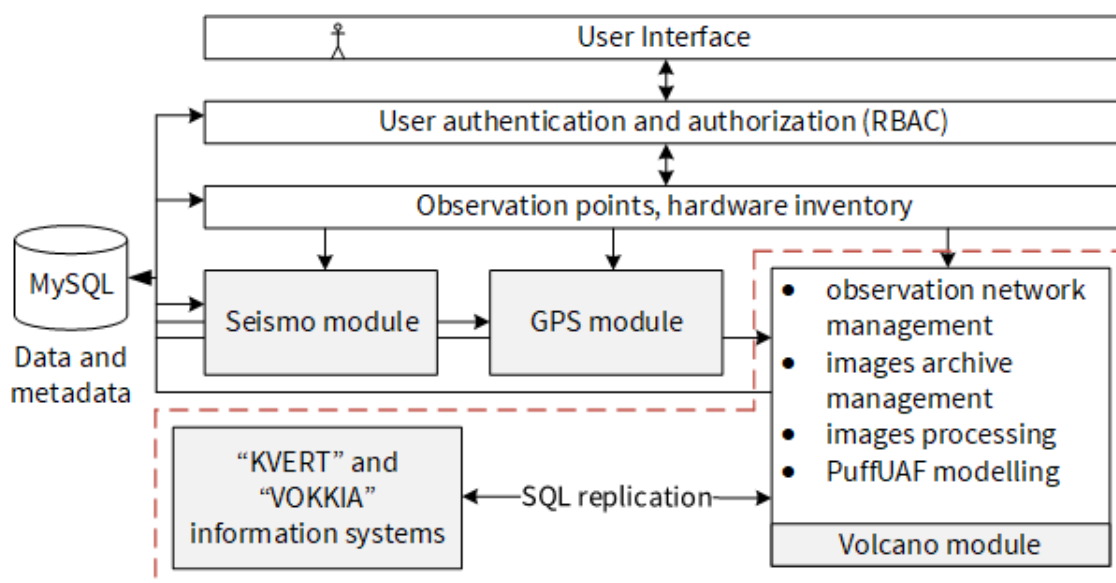 User Interface
User authentication and authorization (RBAC)
Observation points, hardware inventory
MySQL
Data and
metadata
Seismo module
GPS module
• observation network
management
• images archive
management
• images processing
• PuffUAF modelling
Volcano module
“KVERT” and
“VOKKIA”
information systems
SQL replication